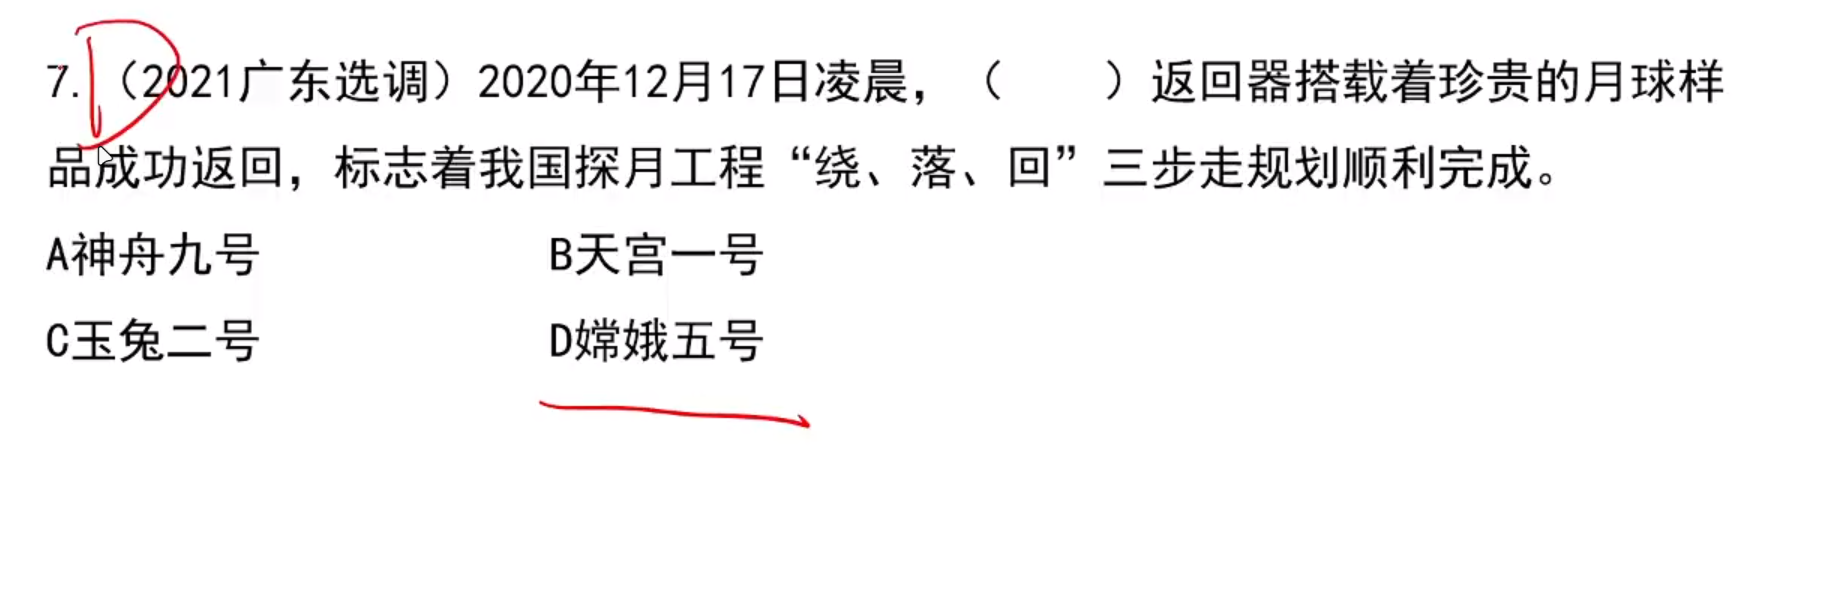 7.（2021广东选调）2020年12月17日凌晨，（　　）返回器搭载着珍贵的月球样
品成功返回，标志着我国探月工程“绕、落、回”三步走规划顺利完成。
A神舟九号 B天宫一号
C玉兔二号 D嫦娥五号
D